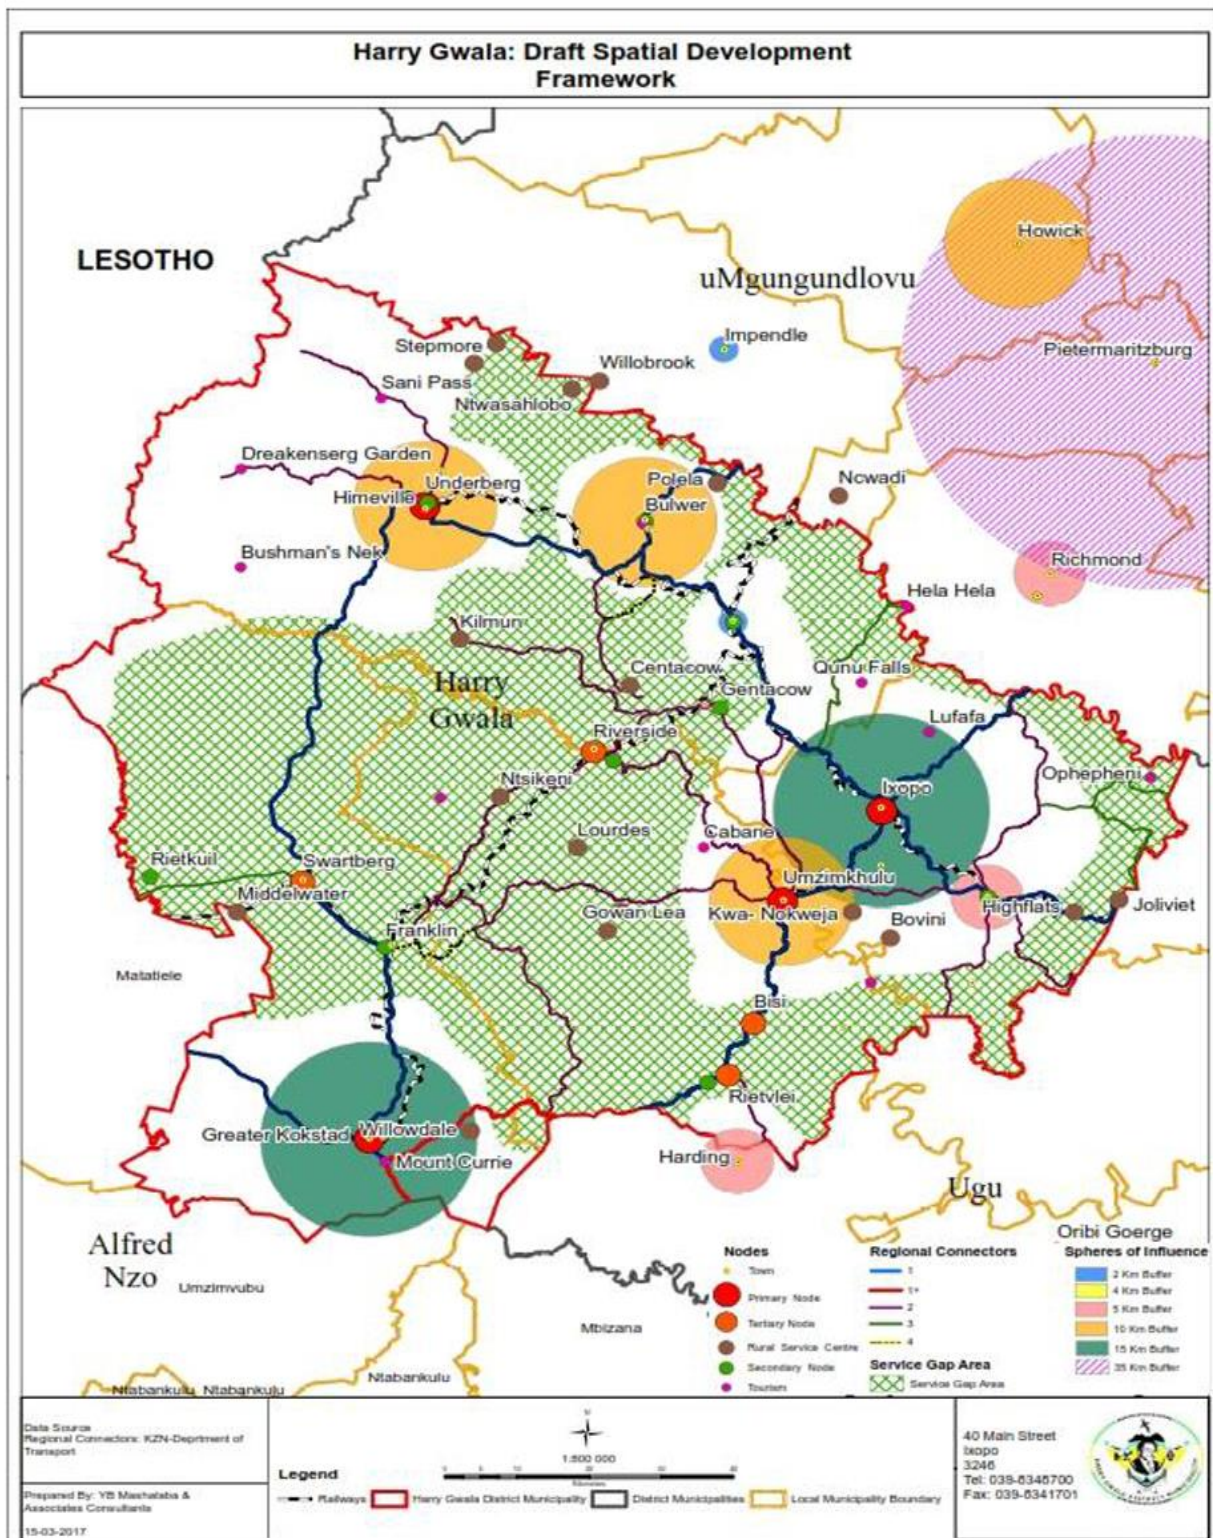 Harry Gwala: Draft Spatial Development
Framework
LESOTHO
uMgungundlovu
Howick
Impendle
Pietermaritzburg
Stepmore
Willobrook
Sani Pass
Ntwasahlobo
Dreakenserg Garden
Underberg
Himeville
Polela
Bulwer
Ncwadi
Bushman's Nek
Richmond
Hela Hela
Kilmun
Centacow
Qunu Falls
Harry
Gwala
Gentacow
Lufafa
Riverside
Ophepheni
Ntsikeni
Ixopo
Lourdes
Cabane
Rietkuil
Swartberg
Umzimkhulu
Middelwater
Gowan Lea
Kwa- Nokweja
Highflats
Joliviet
Bovini
Franklin
Matatiele
Bisi
Rietvlei
Greater Kokstad
Willowdale
Mount Currie
Harding
Ugu
Alfred
Nzo
Umzimvubu
Oribi Goerge
Mbizana
Ntabankulu
Ntabankulu Ntabankulu
Nodes
Town
Primary Node
Tertiary Node
Rural Service Centre
Secondary Node
Tourism
Regional Connectors
1
1+
2
3
4
Service Gap Area
Service Gap Area
Spheres of Influence
2 Km Buffer
4 Km Buffer
5 Km Buffer
10 Km Buffer
15 Km Buffer
35 Km Buffer
Data Source
Regional Connectors: KZN-Deprtment of
Transport
Prepared By: YB Mashalaba &
Associates Consultants
15-03-2017
N
1:800 000
Legend
Railways
Harry Gwala District Municipality
District Municipalities
Local Municipality Boundary
40 Main Street
Ixopo
3246
Tel: 039-8346700
Fax: 039-8341701